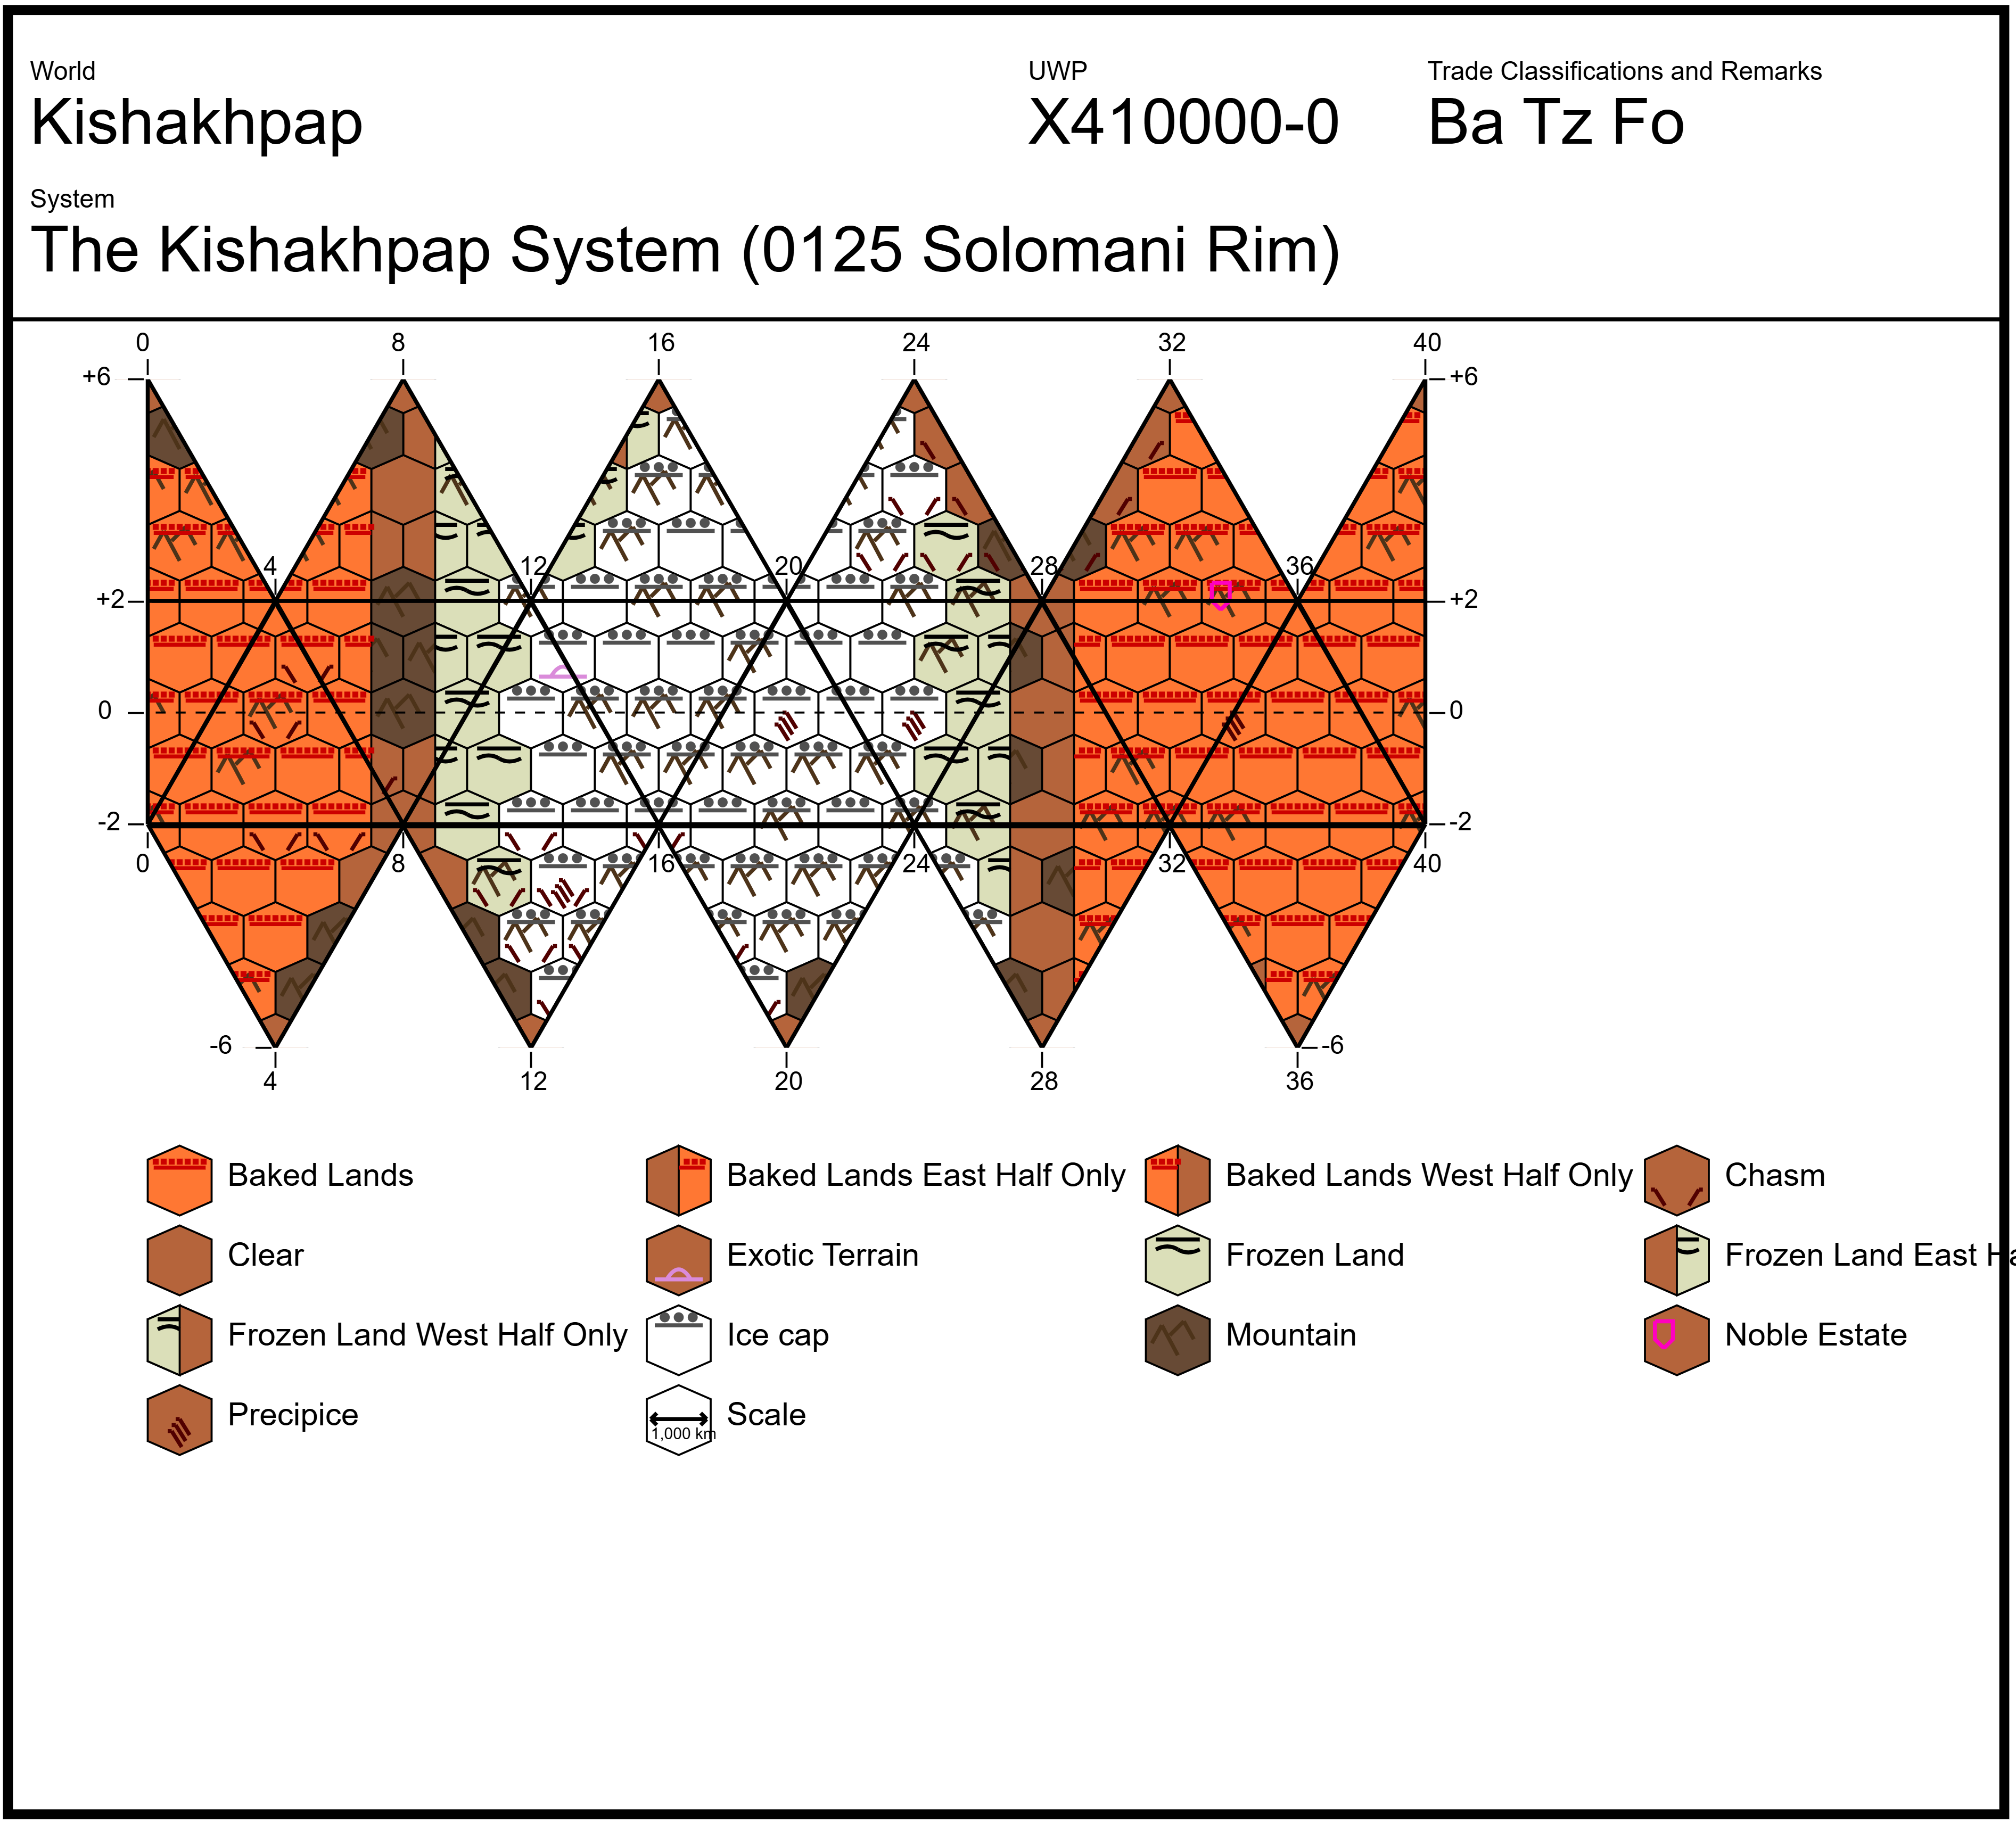 World
UWP
Trade Classifications and Remarks
Kishakhpap
X410000-0
Ba Tz Fo
System
The Kishakhpap System (0125 Solomani Rim)
0 8 16 24 32 40
+6 +6
4 12 20 28 36
+2 +2
0 0
-2 -2
0 8 16 24 32 40
-6 -6
4 12 20 28 36
Baked Lands
Baked Lands East Half Only
Baked Lands West Half Only
Chasm
Clear
Exotic Terrain
Frozen Land
Frozen Land East Ha
Frozen Land West Half Only
Ice cap
Mountain
Noble Estate
Precipice
1,000 km
Scale